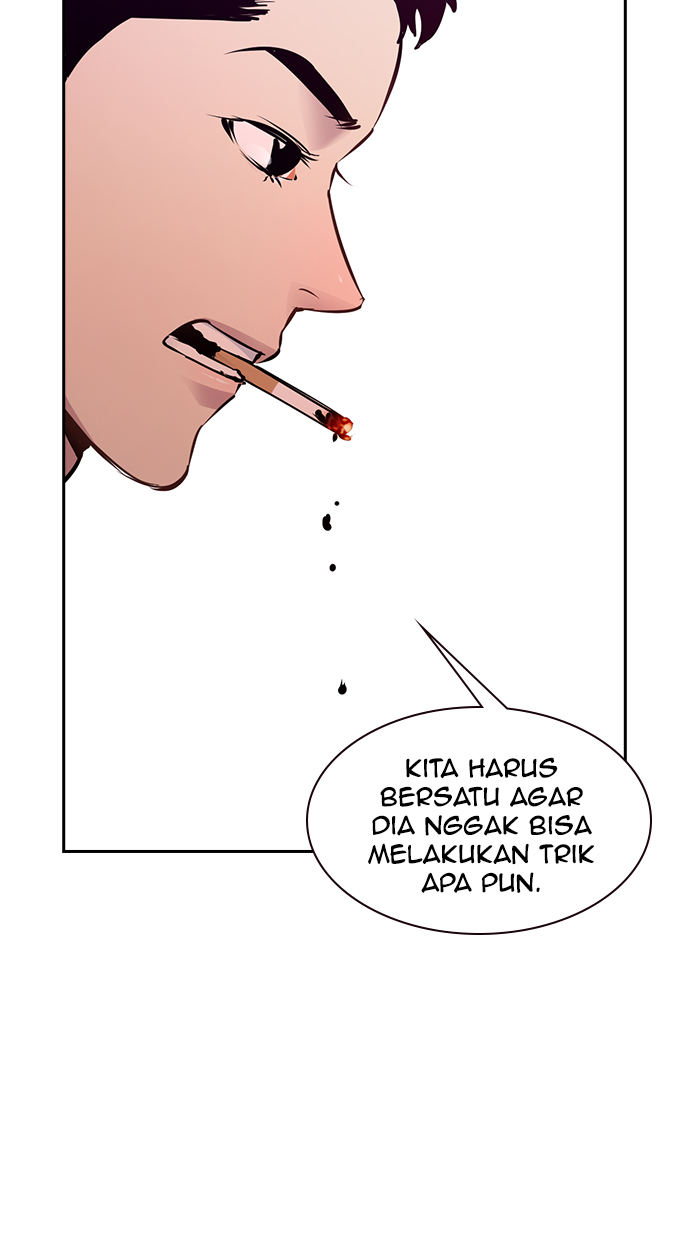 KITA HARUS
BERSATU AGAR
DIA NGGAK BISA
MELAKUKAN TRIK
APA PUN.